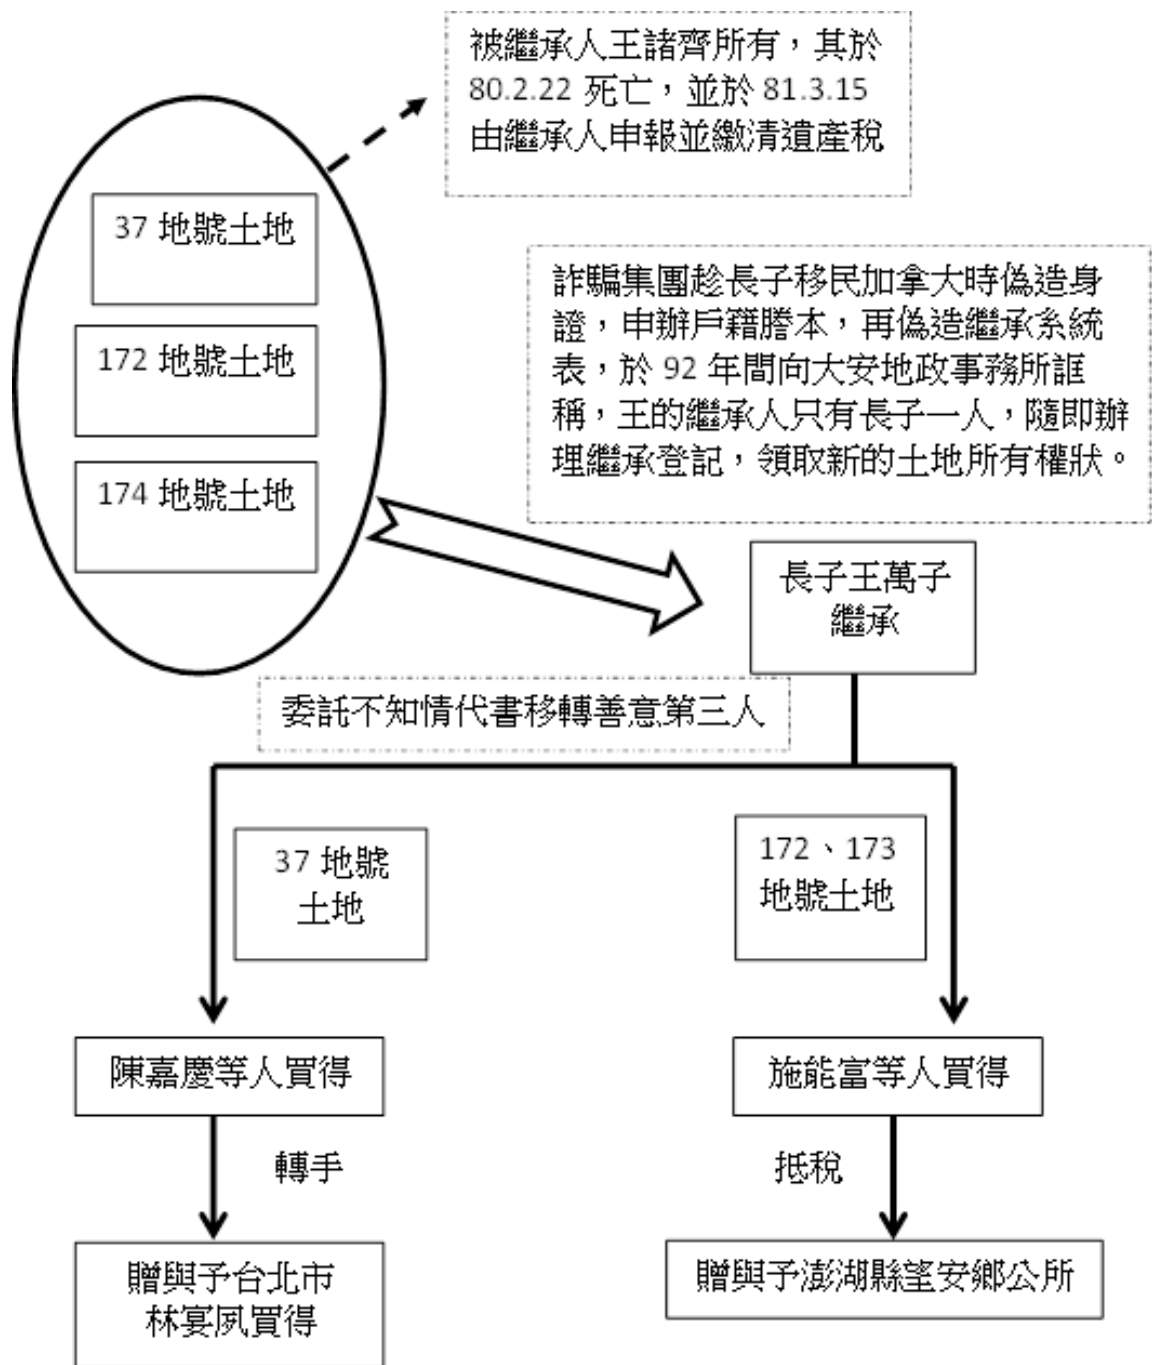 被繼承人王諸齊所有，其於
80.2.22 死亡，並於 81.3.15
由繼承人申報並繳清遺產稅
37 地號土地
172 地號土地
174 地號土地
詐騙集團趁長子移民加拿大時偽造身
證，申辦戶籍謄本，再偽造繼承系統
表，於 92 年間向大安地政事務所誆
稱，王的繼承人只有長子一人，隨即辦
理繼承登記，領取新的土地所有權狀。
長子王萬子
繼承
委託不知情代書移轉善意第三人
37 地號
土地
172、173
地號土地
陳嘉慶等人買得
施能富等人買得
轉手
抵稅
贈與予台北市
林宴夙買得
贈與予澎湖縣望安鄉公所